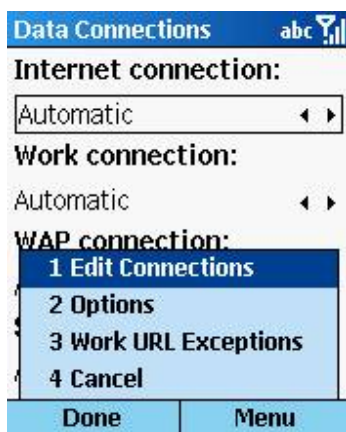 Data Connections abc
Internet connection:
Automatic
Work connection:
Automatic
WAP connection:
1 Edit Connections
2 Options
3 Work URL Exceptions
4 Cancel
Done Menu